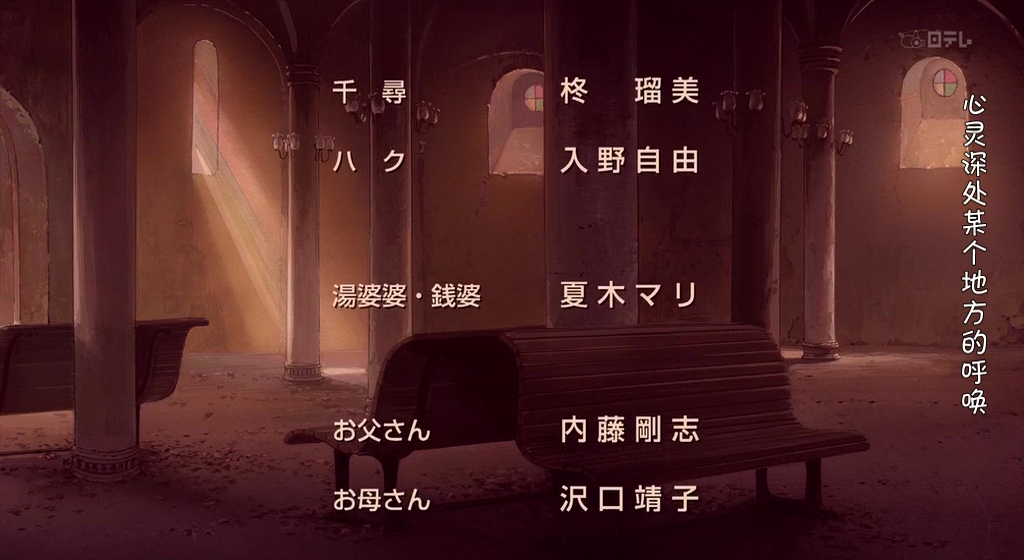 日テレ
千 尋 柊 瑠美
ハ ク 入野自由
湯婆婆・銭婆 夏木マリ
お父さん 内藤剛志
お母さん 沢口靖子
心灵深处某个地方的呼唤